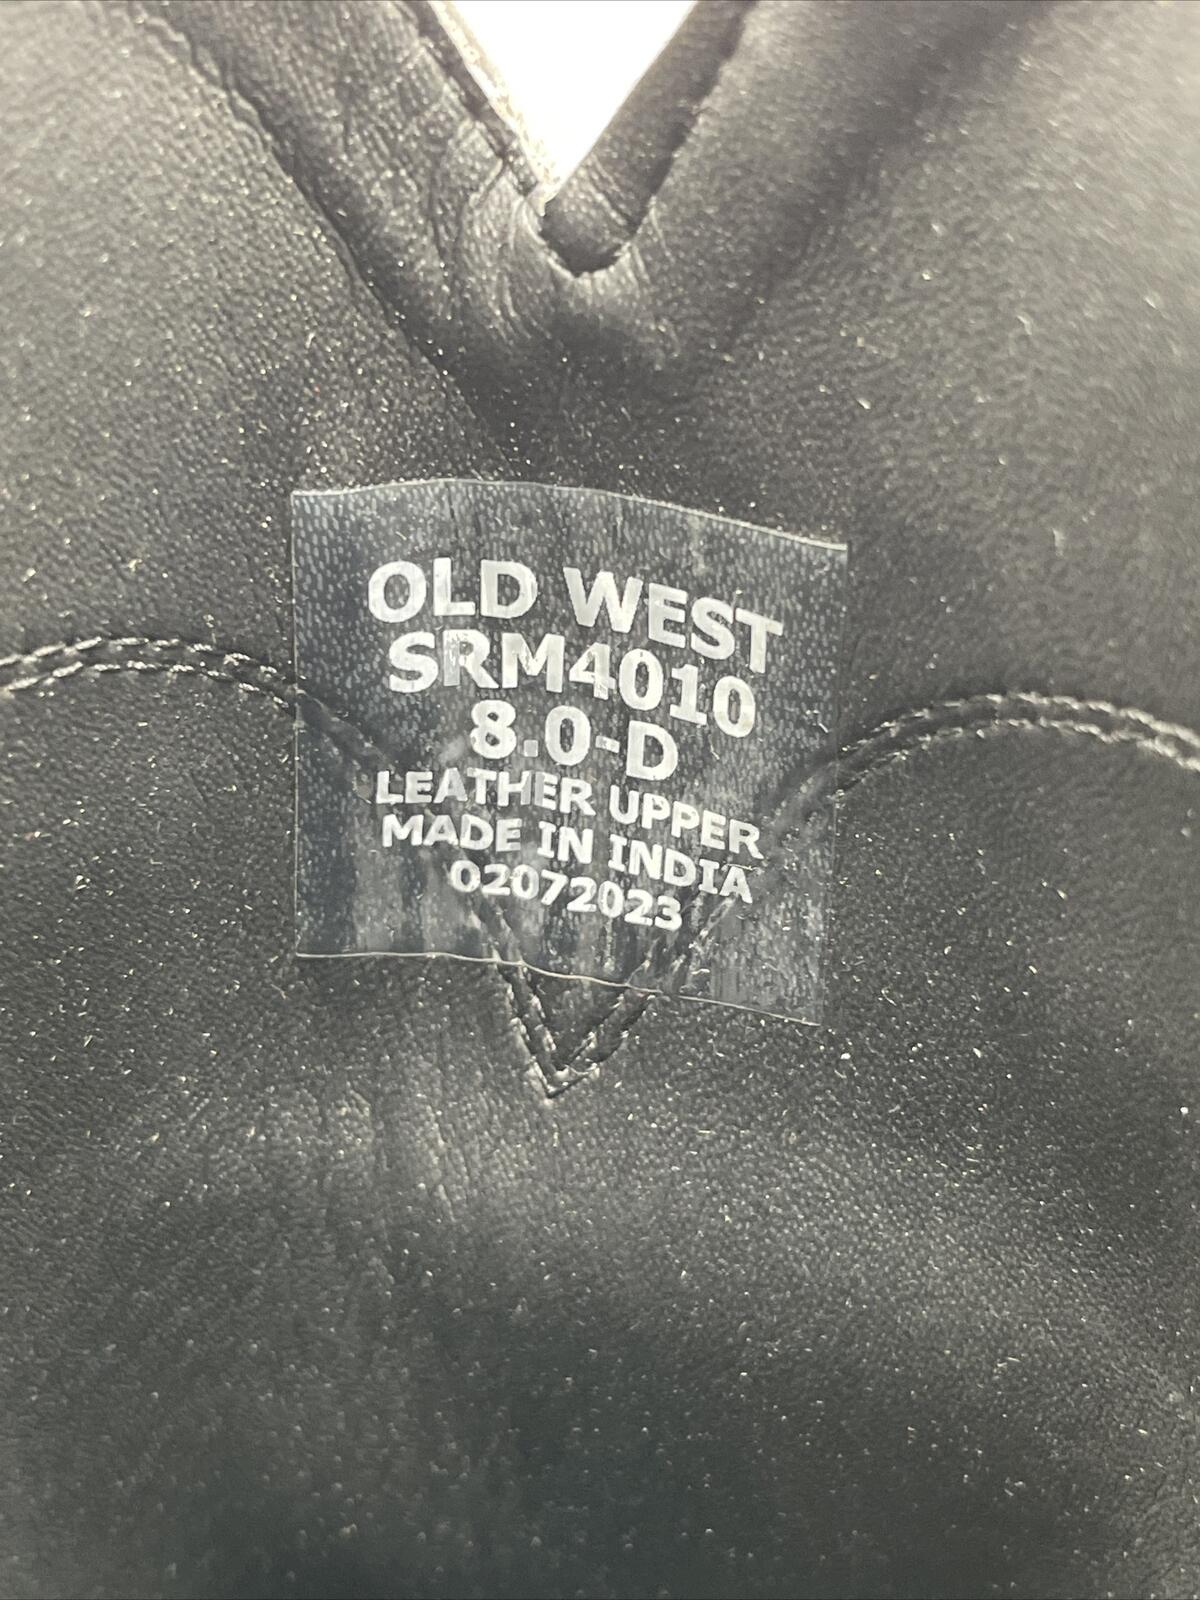 OLD WEST
SRM4010
8.0-D
LEATHER UPPER
MADE IN INDIA
02072023